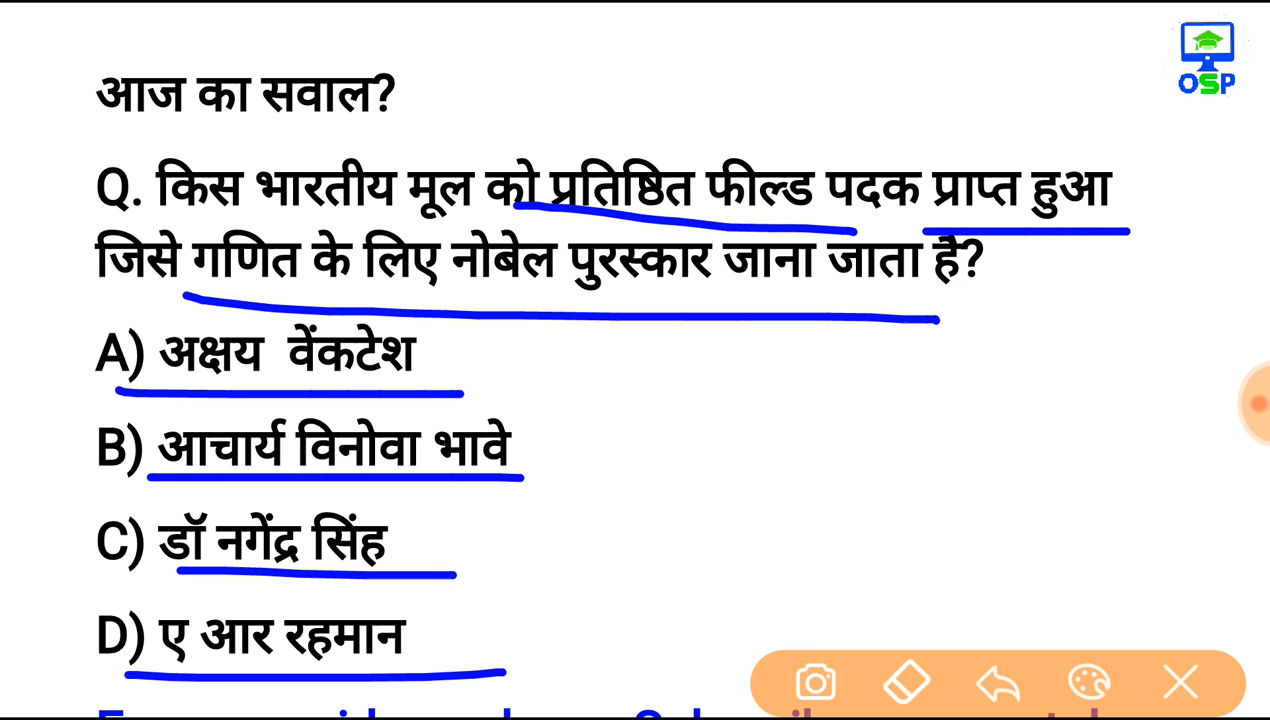 OSP
आज का सवाल?
Q. किस भारतीय मूल को प्रतिष्ठित फील्ड पदक प्राप्त हुआ
जिसे गणित के लिए नोबेल पुरस्कार जाना जाता है?
A) अक्षय वेंकटेश
B) आचार्य विनोवा भावे
C) डॉ नगेंद्र सिंह
D) ए आर रहमान